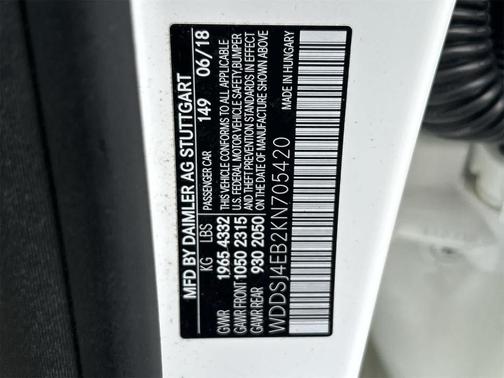 MFD BY DAIMLER AG STUTTGART
PASSENGER CAR 149 06/18
KG LBS
GVWR 1965 4332
GAWR FRONT 1050 2315
GAWR REAR 930 2050
THIS VEHICLE CONFORMS TO ALL APPLICABLE
U.S. FEDERAL MOTOR VEHICLE SAFETY,BUMPER
AND THEFT PREVENTION STANDARDS IN EFFECT
ON THE DATE OF MANUFACTURE SHOWN ABOVE
WDDSJ4EB2KN705420
MADE IN HUNGARY